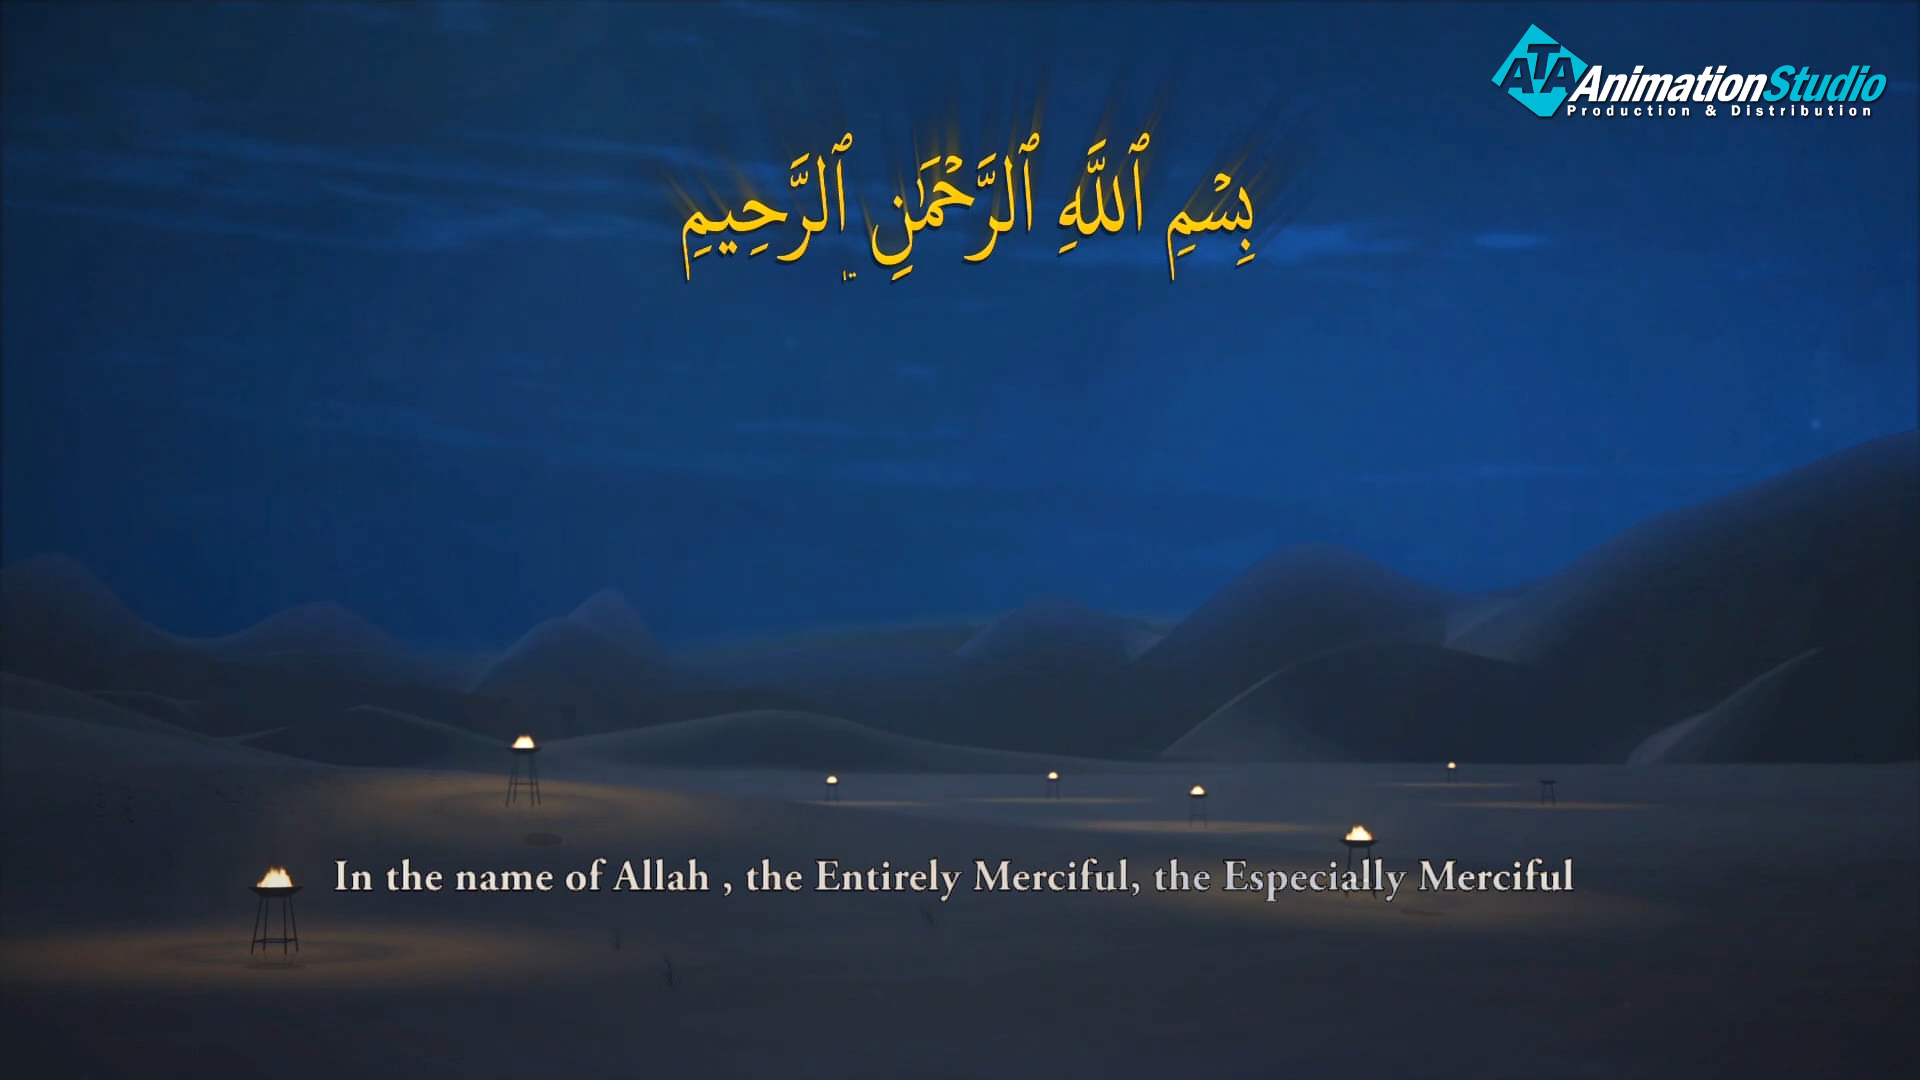 ATA AnimationStudio
Production & Distribution
بِسْمِ ٱللَّهِ ٱلرَّحْمَٰنِ ٱلرَّحِيمِ
In the name of Allah , the Entirely Merciful, the Especially Merciful